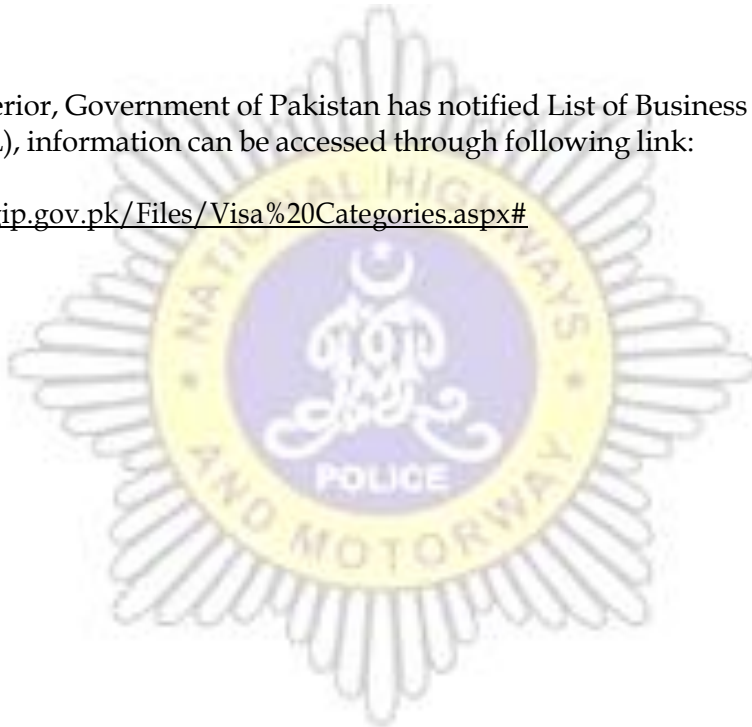 erior, Government of Pakistan has notified List of Business
), information can be accessed through following link:
gip.gov.pk/Files/Visa%20Categories.aspx#
NATIONAL HIGHWAYS
POLICE
AND MOTORWAY